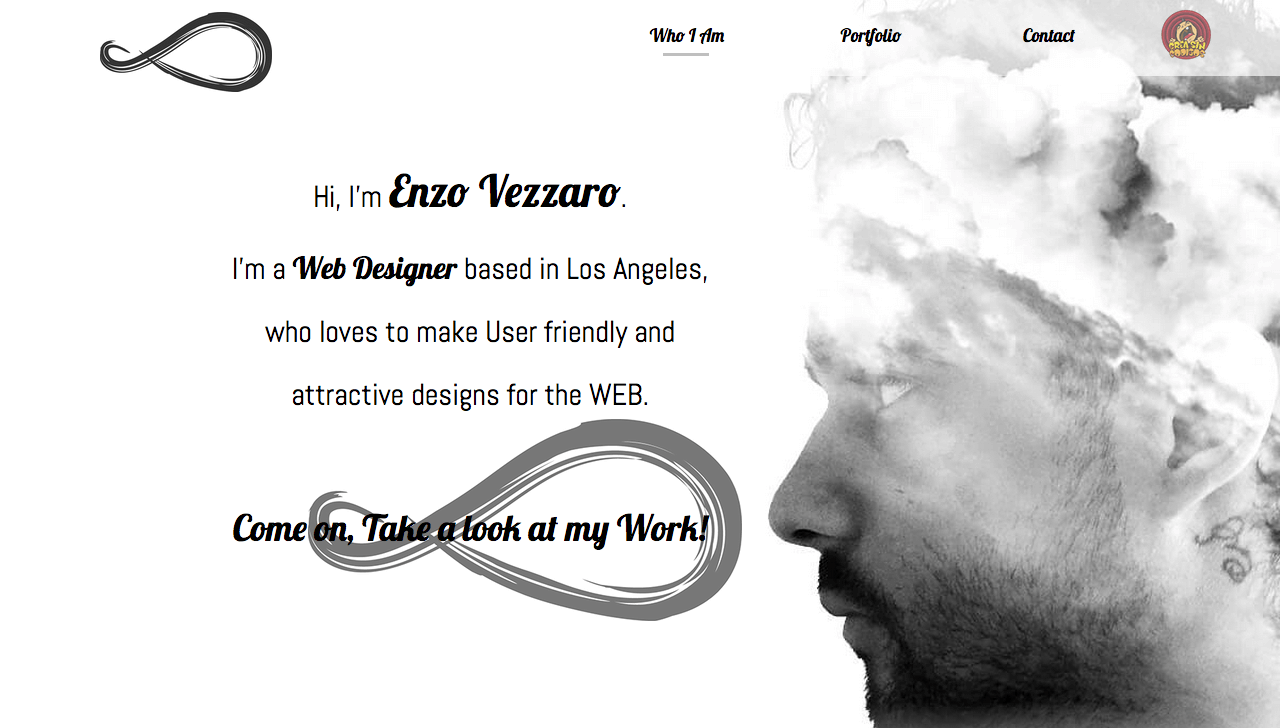 Who I Am
Portfolio
Contact
Hi, I'm Enzo Vezzaro.
I'm a Web Designer based in Los Angeles,
who loves to make User friendly and
attractive designs for the WEB.
Come on, Take a look at my Work!